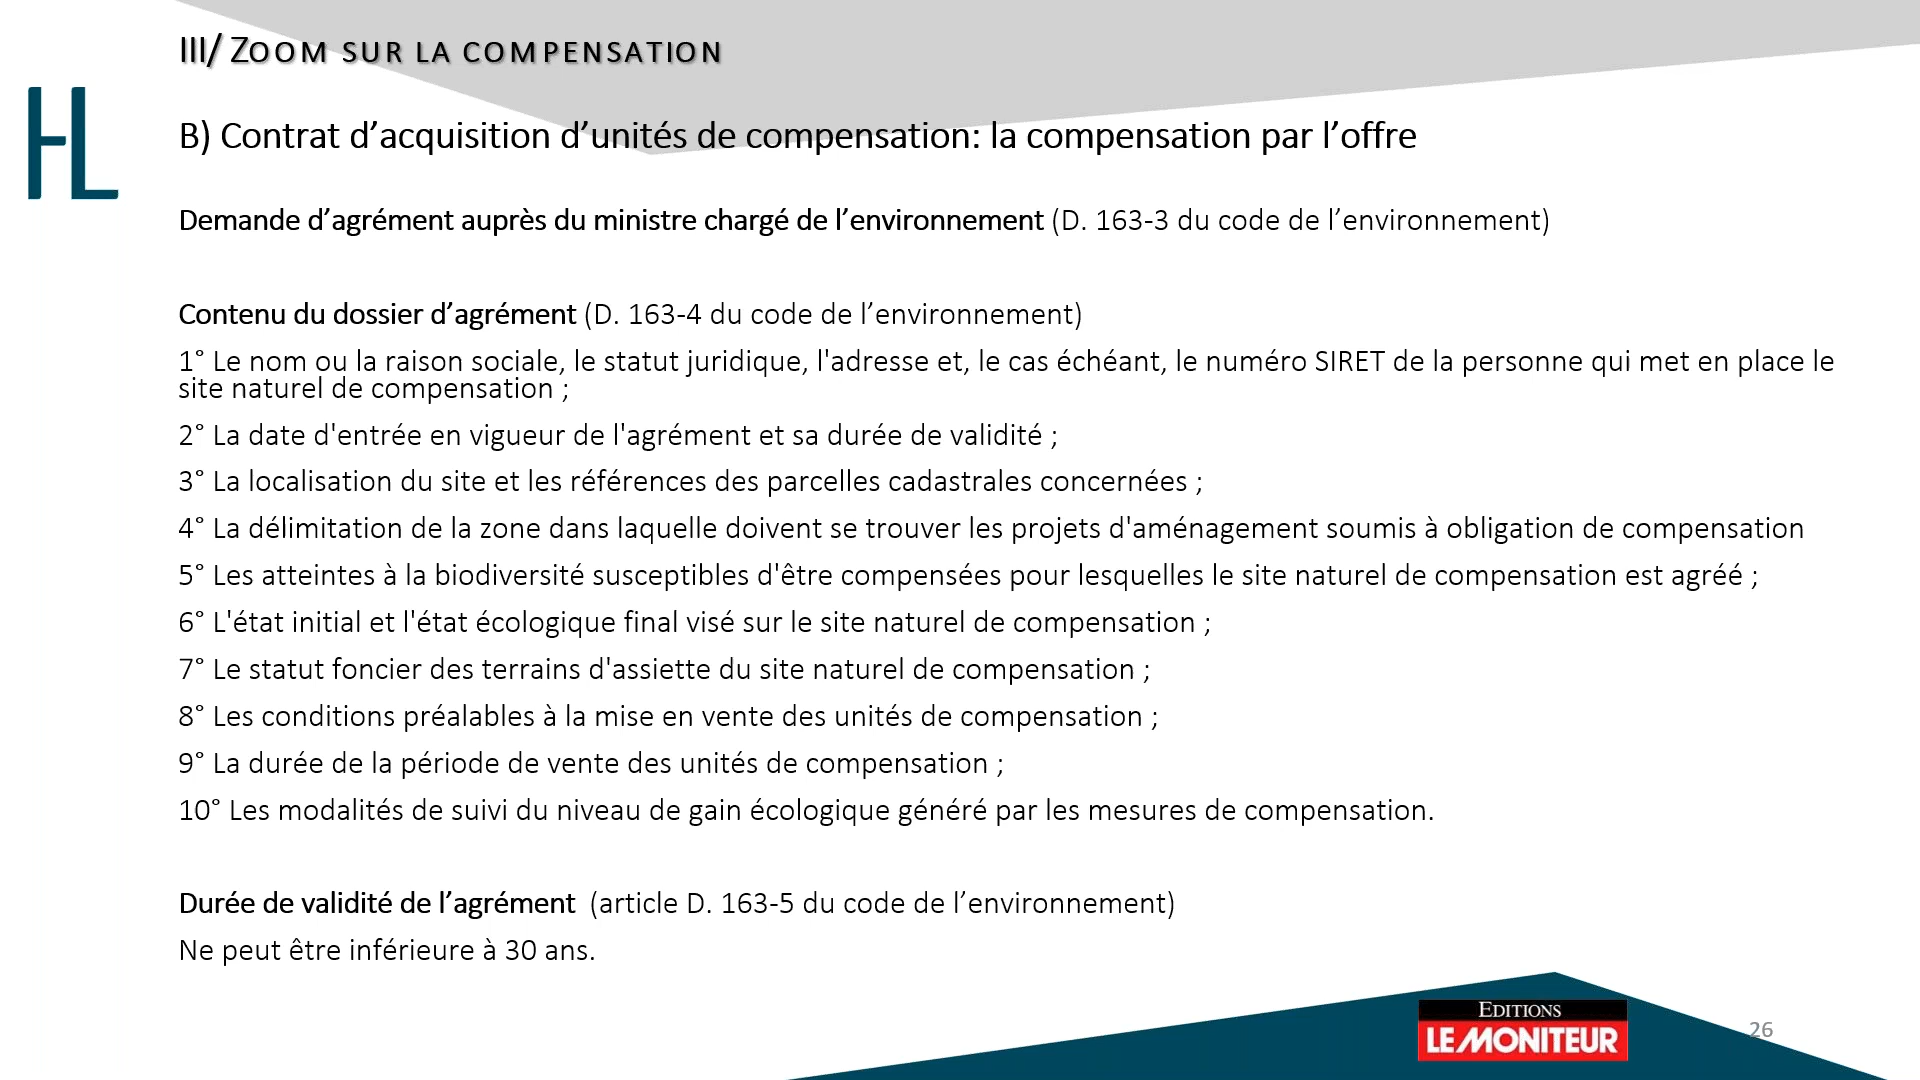 III/ ZOOM SUR LA COMPENSATION
HL
B) Contrat d’acquisition d’unités de compensation: la compensation par l’offre
Demande d’agrément auprès du ministre chargé de l’environnement (D. 163-3 du code de l’environnement)
Contenu du dossier d’agrément (D. 163-4 du code de l’environnement)
1° Le nom ou la raison sociale, le statut juridique, l'adresse et, le cas échéant, le numéro SIRET de la personne qui met en place le
site naturel de compensation ;
2° La date d'entrée en vigueur de l'agrément et sa durée de validité ;
3° La localisation du site et les références des parcelles cadastrales concernées ;
4° La délimitation de la zone dans laquelle doivent se trouver les projets d'aménagement soumis à obligation de compensation
5° Les atteintes à la biodiversité susceptibles d'être compensées pour lesquelles le site naturel de compensation est agréé ;
6° L'état initial et l'état écologique final visé sur le site naturel de compensation ;
7° Le statut foncier des terrains d'assiette du site naturel de compensation ;
8° Les conditions préalables à la mise en vente des unités de compensation ;
9° La durée de la période de vente des unités de compensation ;
10° Les modalités de suivi du niveau de gain écologique généré par les mesures de compensation.
Durée de validité de l’agrément (article D. 163-5 du code de l’environnement)
Ne peut être inférieure à 30 ans.
EDITIONS
LE MONITEUR
26